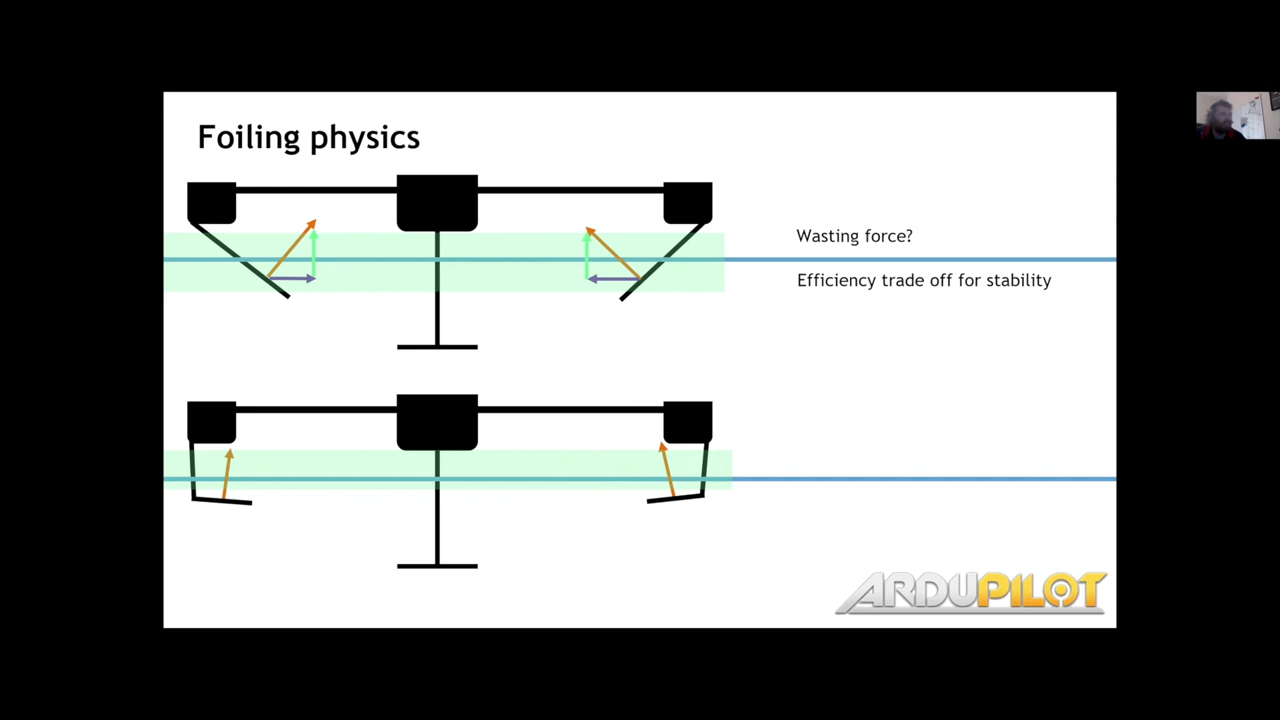 Foiling physics
Wasting force?
Efficiency trade off for stability
ARDUPILOT